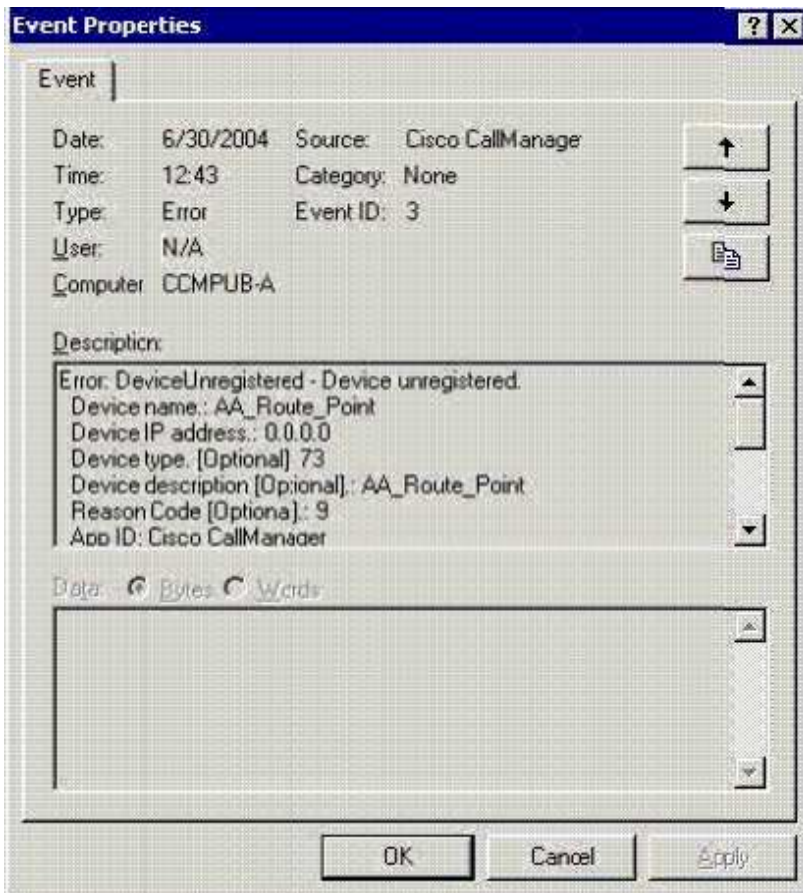 Event Properties
Event
Date: 6/30/2004 Source: Cisco CallManage
Time: 12:43 Category: None
Type: Error Event ID: 3
User: N/A
Computer CCMPUB-A
Description:
Error: DeviceUnregistered - Device unregistered.
Device name.: AA_Route_Point
Device IP address.: 0.0.0.0
Device type. [Optional] 73
Device description [Optional].: AA_Route_Point
Reason Code [Optiona].: 9
App ID: Cisco CallManager
Data: Bytes Words
OK Cancel Apply